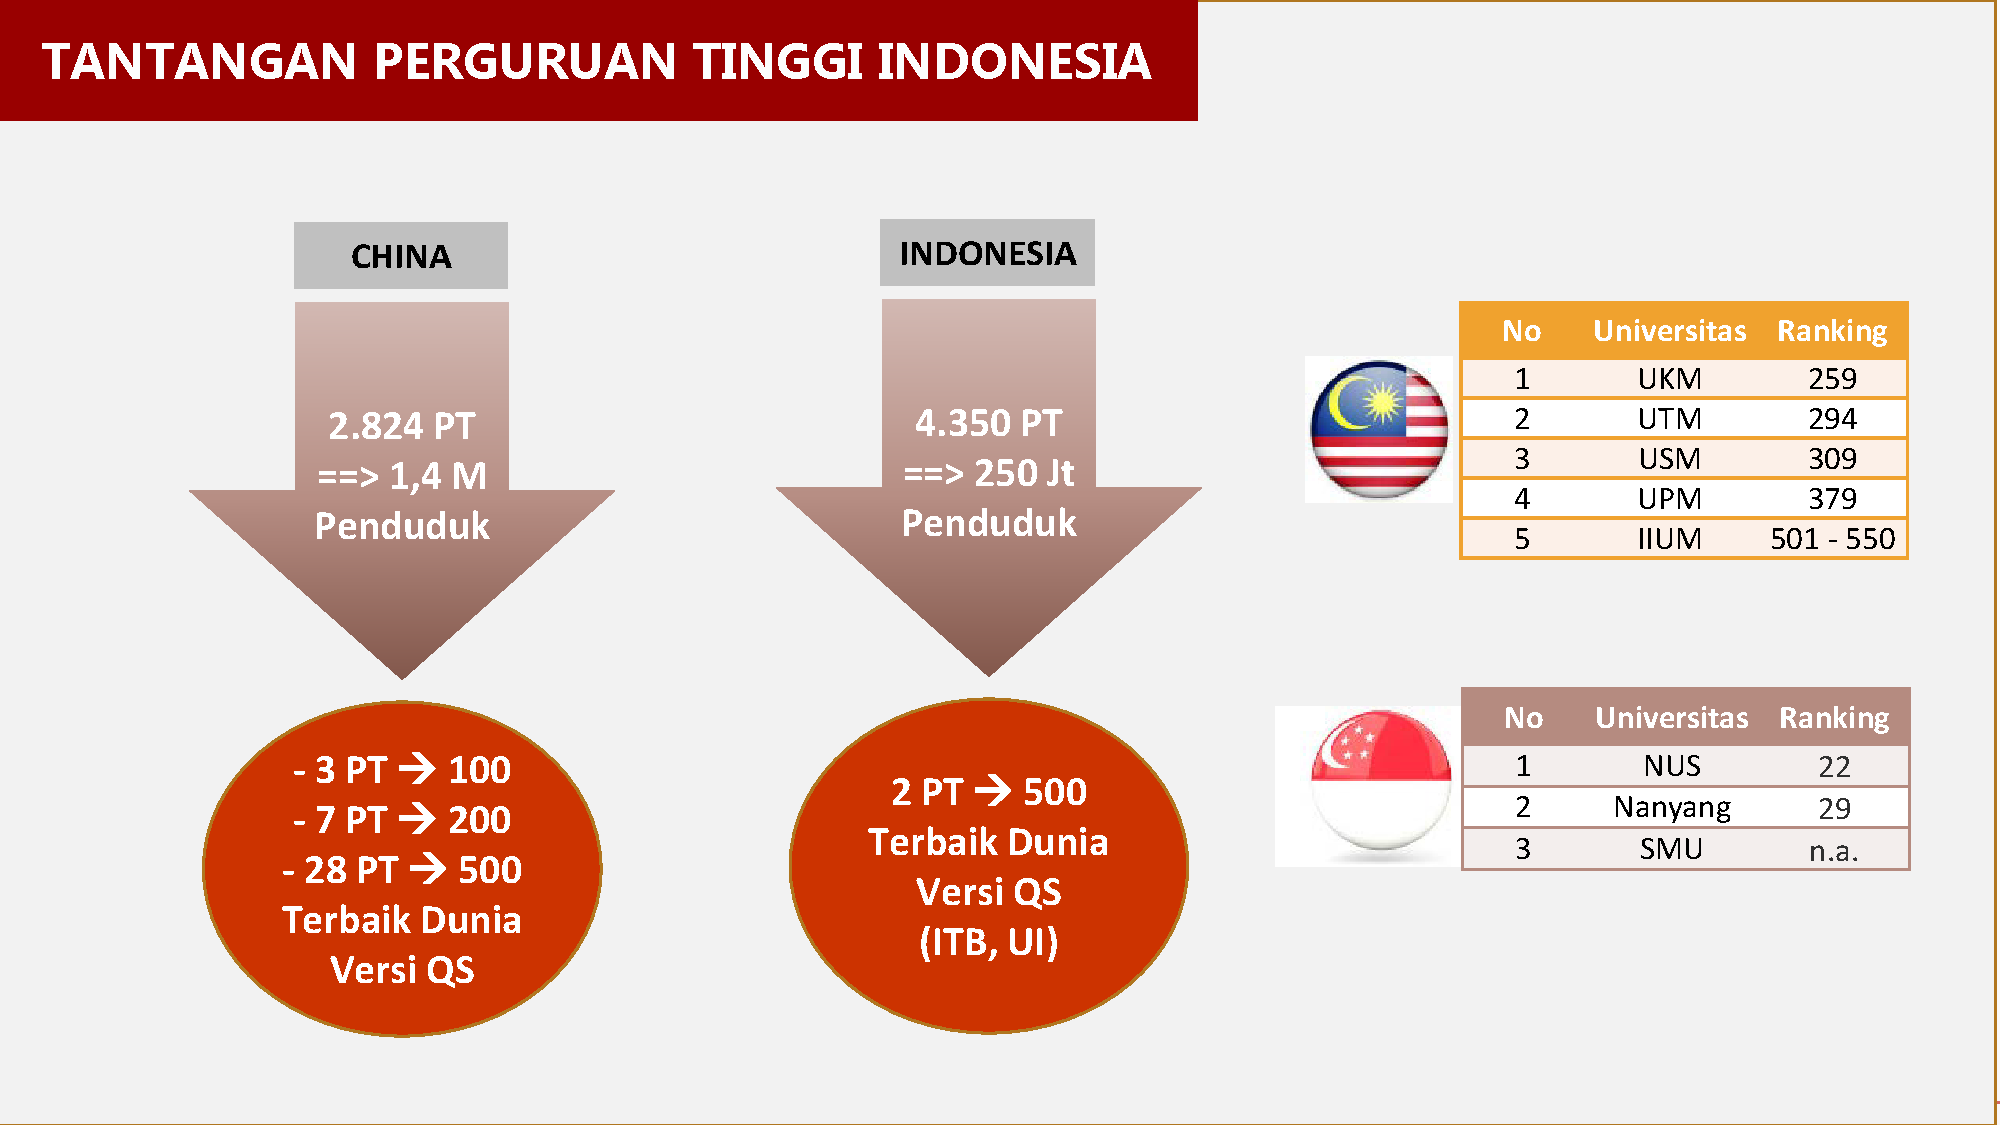 TANTANGAN PERGURUAN TINGGI INDONESIA
CHINA
2.824 PT
==> 1,4 M
Penduduk
- 3 PT → 100
- 7 PT → 200
- 28 PT → 500
Terbaik Dunia
Versi QS
INDONESIA
4.350 PT
==> 250 Jt
Penduduk
2 PT → 500
Terbaik Dunia
Versi QS
(ITB, UI)
No Universitas Ranking
1 UKM 259
2 UTM 294
3 USM 309
4 UPM 379
5 IIUM 501 - 550
No Universitas Ranking
1 NUS 22
2 Nanyang 29
3 SMU n.a.